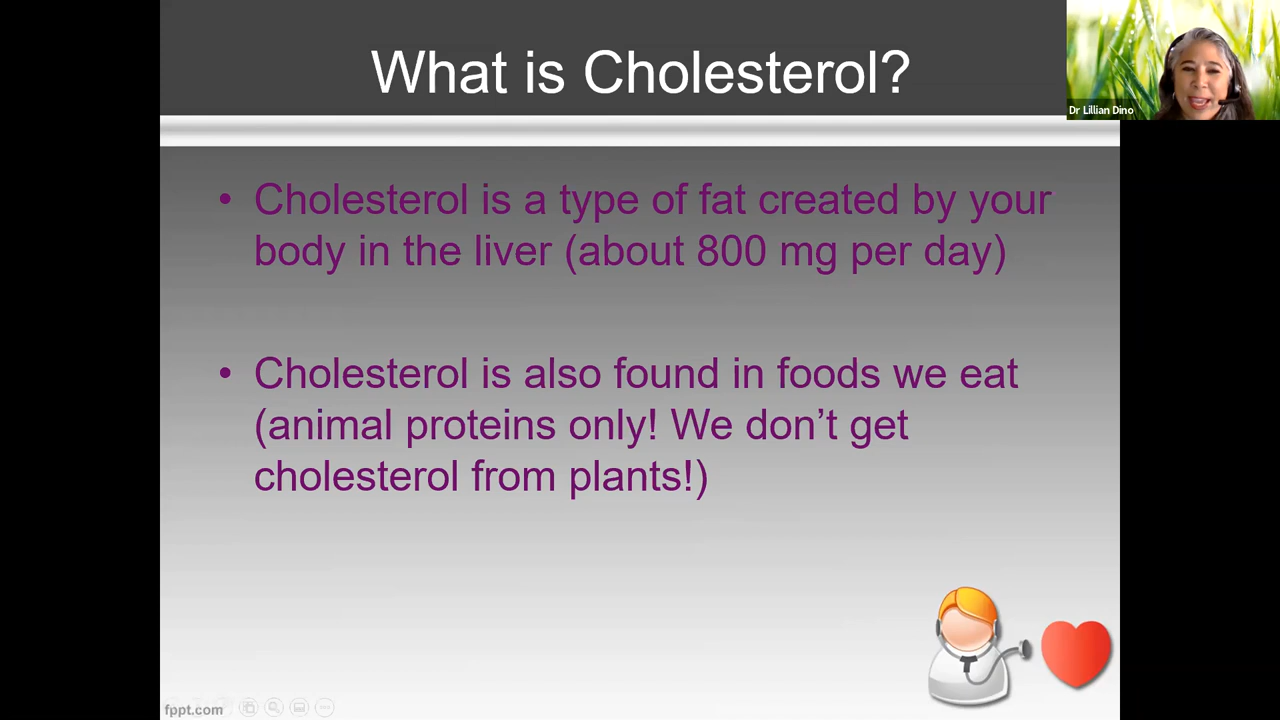 What is Cholesterol?
Dr Lillian Dino
• Cholesterol is a type of fat created by your
body in the liver (about 800 mg per day)
• Cholesterol is also found in foods we eat
(animal proteins only! We don’t get
cholesterol from plants!)
fppt.com